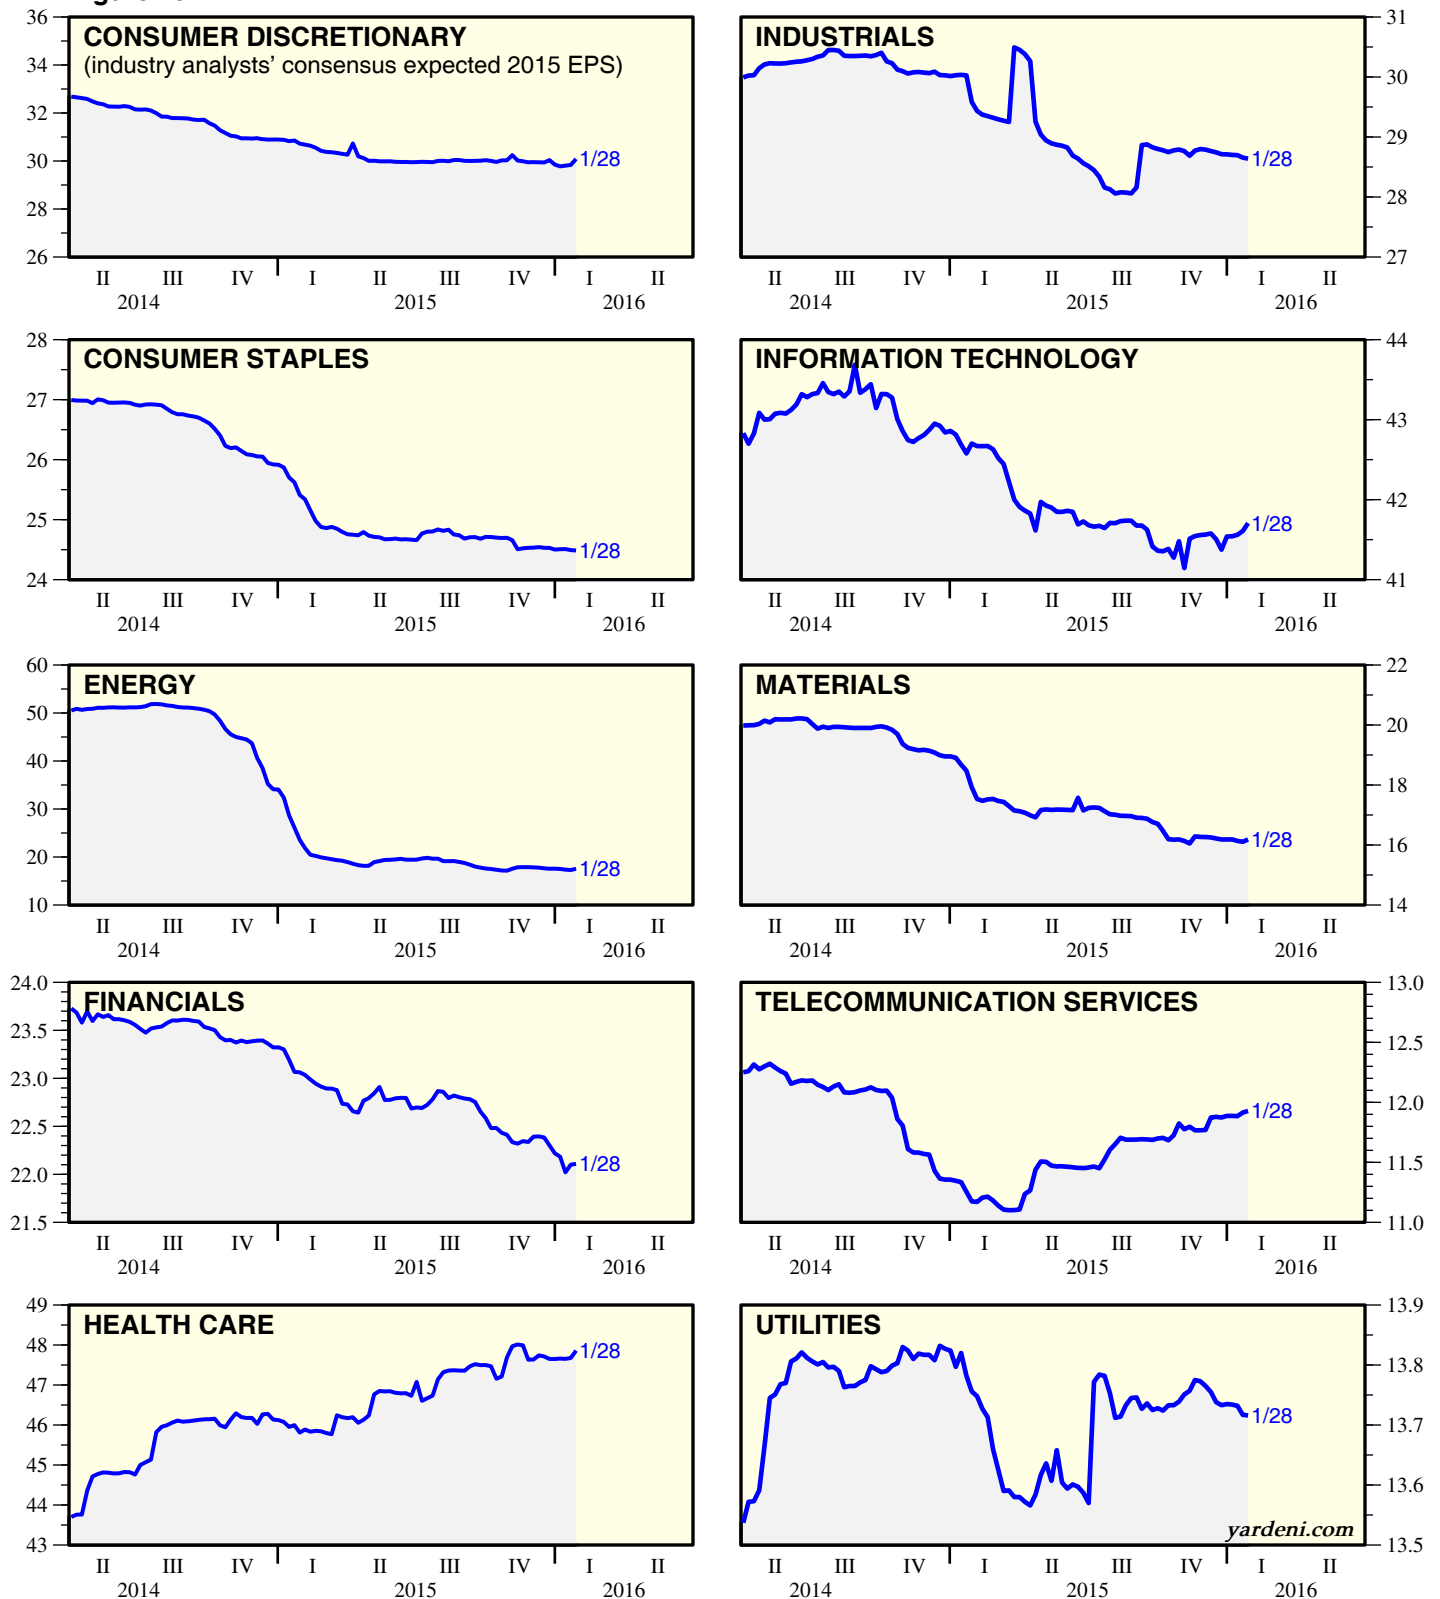 36
CONSUMER DISCRETIONARY
(industry analysts' consensus expected 2015 EPS)
34
32
30
28
26
1/28
II III IV I II III IV I II
2014 2015 2016
INDUSTRIALS
31
30
29
28
27
1/28
II III IV I II III IV I II
2014 2015 2016
28
CONSUMER STAPLES
27
26
25
24
1/28
II III IV I II III IV I II
2014 2015 2016
INFORMATION TECHNOLOGY
44
43
42
41
1/28
II III IV I II III IV I II
2014 2015 2016
60
ENERGY
50
40
30
20
10
1/28
II III IV I II III IV I II
2014 2015 2016
MATERIALS
22
20
18
16
14
1/28
II III IV I II III IV I II
2014 2015 2016
24.0
FINANCIALS
23.5
23.0
22.5
22.0
21.5
1/28
II III IV I II III IV I II
2014 2015 2016
TELECOMMUNICATION SERVICES
13.0
12.5
12.0
11.5
11.0
1/28
II III IV I II III IV I II
2014 2015 2016
49
HEALTH CARE
48
47
46
45
44
43
1/28
II III IV I II III IV I II
2014 2015 2016
UTILITIES
13.9
13.8
13.7
13.6
13.5
1/28
yardeni.com
II III IV I II III IV I II
2014 2015 2016